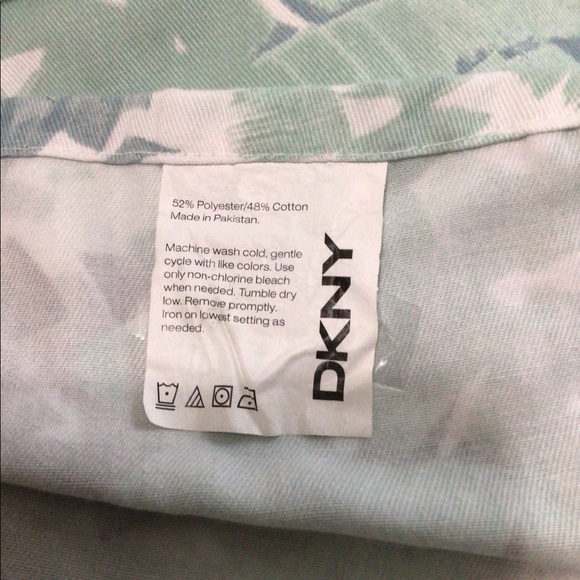 52% Polyester/48% Cotton
Made in Pakistan.
Machine wash cold, gentle
cycle with like colors. Use
only non-chlorine bleach
when needed. Tumble dry
low. Remove promptly.
Iron on lowest setting as
needed.
DKNY